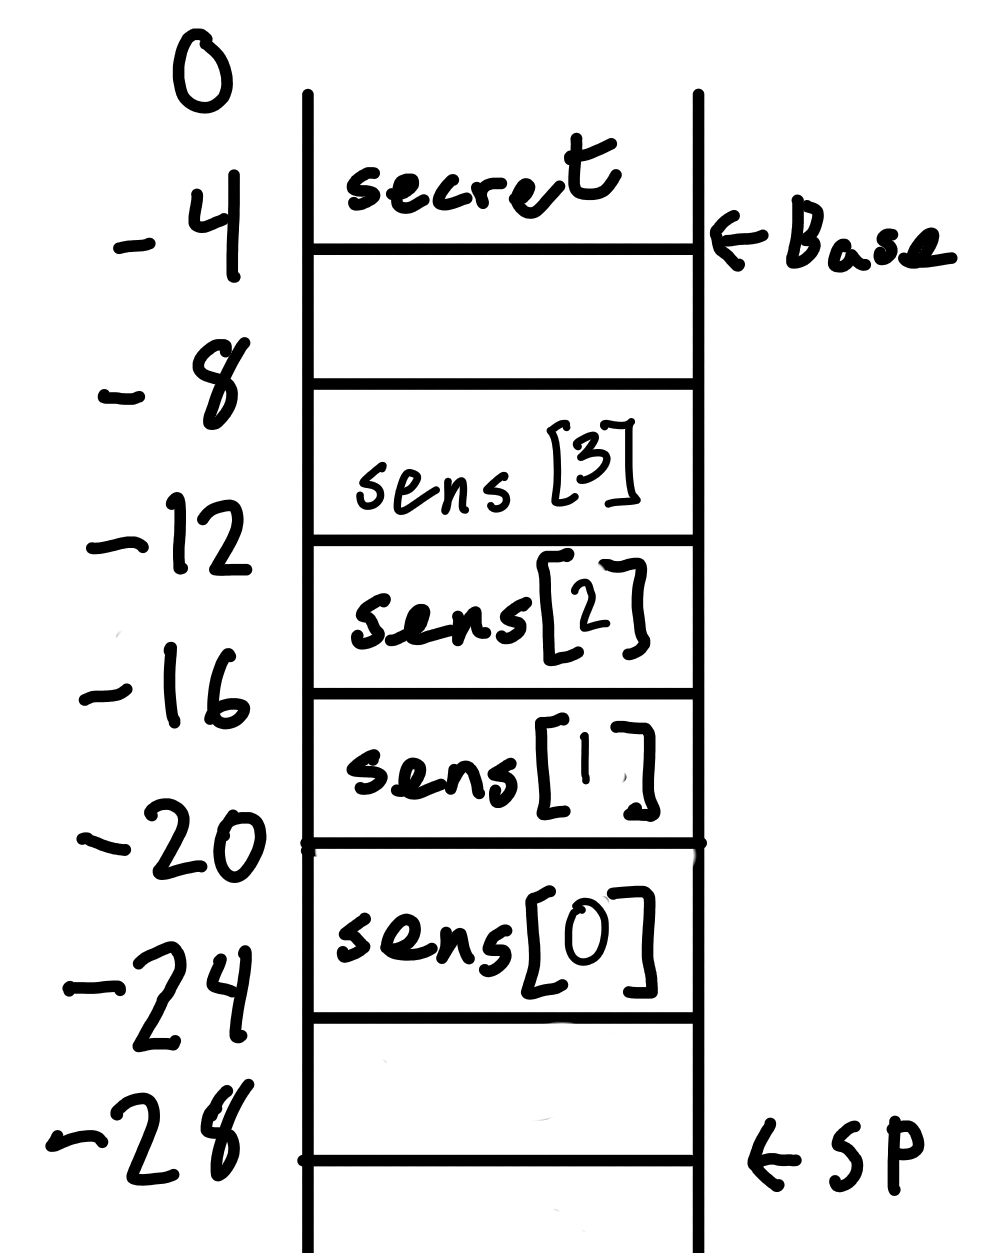 0
secret
-4
← Base
-8
sens [3]
-12
sens[2]
-16
sens[1]
-20
sens[0]
-24
-28
← SP